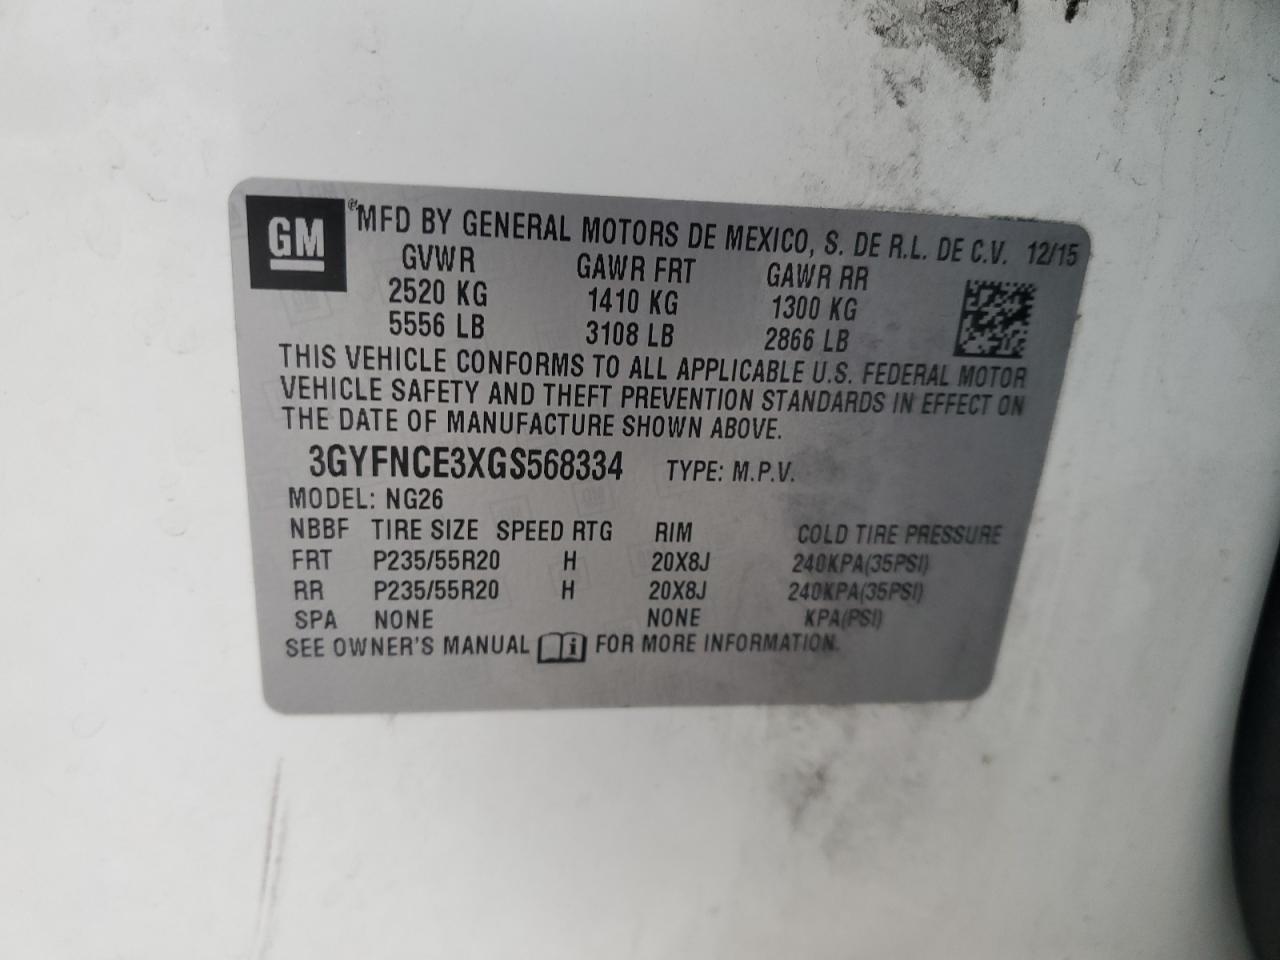 GM
MFD BY GENERAL MOTORS DE MEXICO, S. DE R.L. DE C.V. 12/15
GVWR GAWR FRT GAWR RR
2520 KG 1410 KG 1300 KG
5556 LB 3108 LB 2866 LB
THIS VEHICLE CONFORMS TO ALL APPLICABLE U.S. FEDERAL MOTOR
VEHICLE SAFETY AND THEFT PREVENTION STANDARDS IN EFFECT ON
THE DATE OF MANUFACTURE SHOWN ABOVE.
3GYFNCE3XGS568334 TYPE: M.P.V.
MODEL: NG26
NBBF TIRE SIZE SPEED RTG RIM COLD TIRE PRESSURE
FRT P235/55R20 H 20X8J 240KPA(35PSI)
RR P235/55R20 H 20X8J 240KPA(35PSI)
SPA NONE NONE KPA(PSI)
SEE OWNER'S MANUAL FOR MORE INFORMATION.